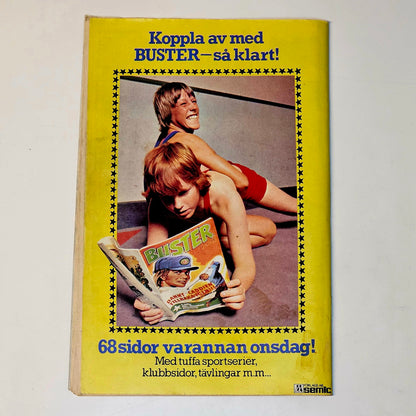 Koppla av med
BUSTER – så klart!
BUSTER
68 sidor varannan onsdag!
Med tuffa sportserier,
klubbsidor, tävlingar m.m...
semic